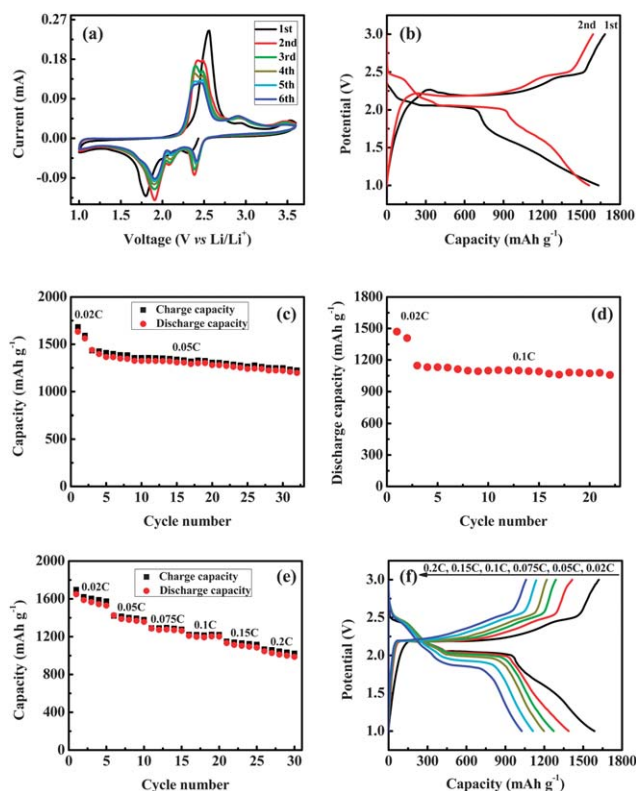 (a)
1st
2nd
3rd
4th
5th
6th
0.27
0.18
0.09
0.00
-0.09
Current (mA)
1.0 1.5 2.0 2.5 3.0 3.5
Voltage (V vs Li/Li+)
(b)
2nd 1st
3.0
2.5
2.0
1.5
1.0
Potential (V)
0 300 600 900 1200 1500 1800
Capacity (mAh g-1)
(c)
Charge capacity
Discharge capacity
0.02C
0.05C
2000
1500
1000
500
0
Capacity (mAh g-1)
0 5 10 15 20 25 30
Cycle number
(d)
0.02C
0.1C
1800
1500
1200
900
600
300
0
Discharge capacity (mAh g-1)
0 5 10 15 20
Cycle number
(e)
Charge capacity
Discharge capacity
0.02C
0.05C
0.075C
0.1C
0.15C
0.2C
2000
1600
1200
800
400
0
Capacity (mAh g-1)
0 5 10 15 20 25 30
Cycle number
(f)
0.2C, 0.15C, 0.1C, 0.075C, 0.05C, 0.02C
3.0
2.5
2.0
1.5
1.0
Potential (V)
0 300 600 900 1200 1500 1800
Capacity (mAh g-1)